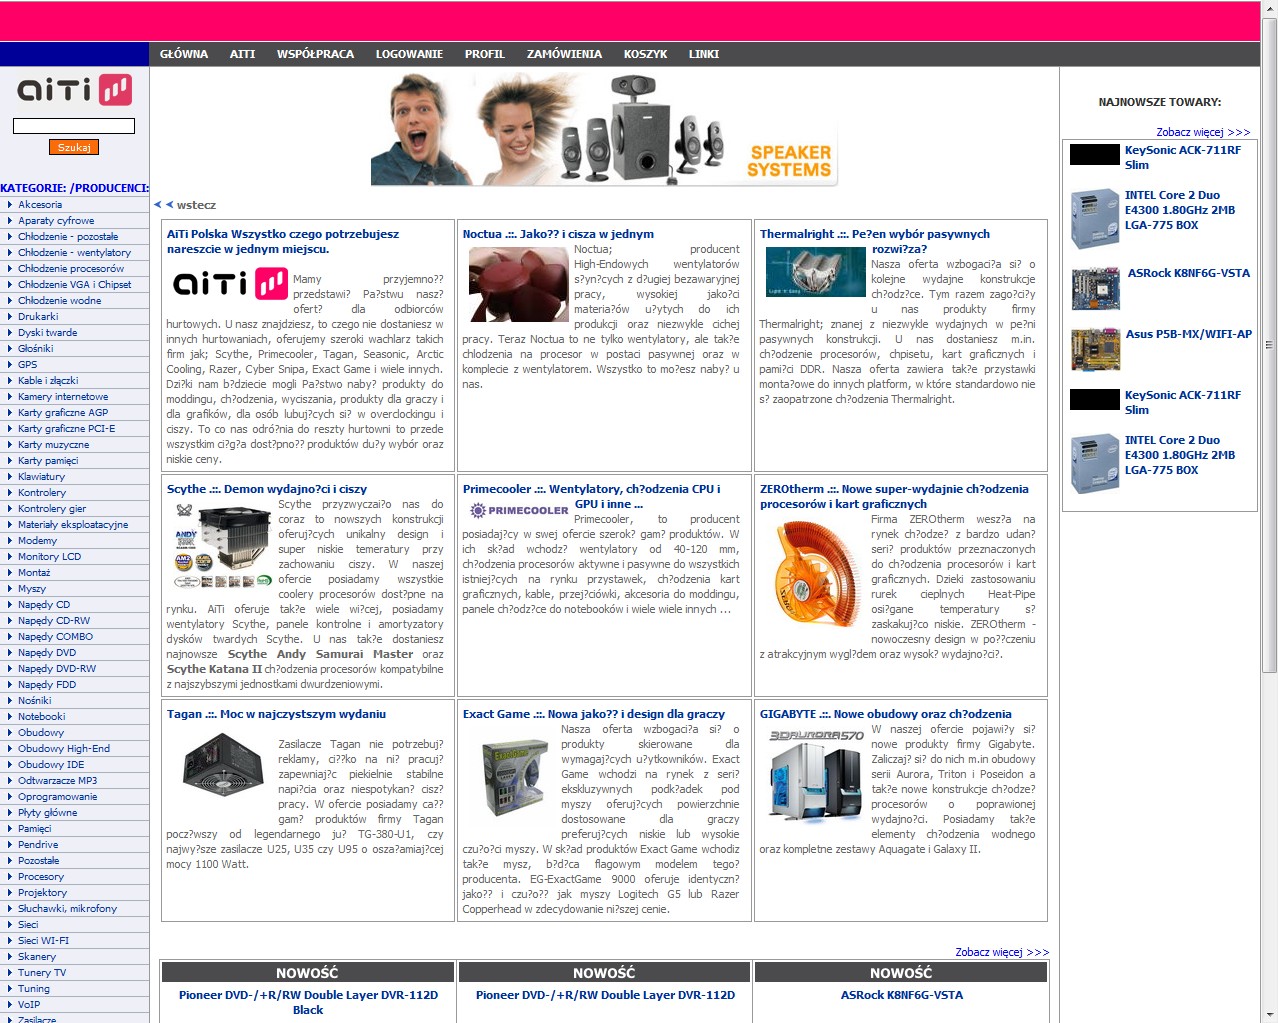 GŁÓWNA AITI WSPÓŁPRACA LOGOWANIE PROFIL ZAMÓWIENIA KOSZYK LINKI
AiTi
Szukaj
KATEGORIE: /PRODUCENCI:
Akcesoria
Aparaty cyfrowe
Chłodzenie - pozostałe
Chłodzenie - wentylatory
Chłodzenie procesorów
Chłodzenie VGA i Chipset
Chłodzenie wodne
Drukarki
Dyski twarde
Głośniki
GPS
Kable i złączki
Kamery internetowe
Karty graficzne AGP
Karty graficzne PCI-E
Karty muzyczne
Karty pamięci
Klawiatury
Kontrolery
Kontrolery gier
Materiały eksploatacyjne
Modemy
Monitory LCD
Montaż
Myszy
Napędy CD
Napędy CD-RW
Napędy COMBO
Napędy DVD
Napędy DVD-RW
Napędy FDD
Nośniki
Notebooki
Obudowy
Obudowy High-End
Obudowy IDE
Odtwarzacze MP3
Oprogramowanie
Płyty główne
Pamięci
Pendrive
Pozostałe
Procesory
Projektory
Słuchawki, mikrofony
Sieci
Sieci WI-FI
Skanery
Tunery TV
Tuning
VoIP
Zasilacze
SPEAKER
SYSTEMS
wstecz
AiTi Polska Wszystko czego potrzebujesz
nareszcie w jednym miejscu.
AiTi
Mamy przyjemno??
przedstawi? Pa?stwu nasz?
ofert? dla odbiorców
hurtowych. U nasz znajdziesz, to czego nie dostaniesz w
innych hurtowaniach, oferujemy szeroki wachlarz takich
firm jak; Scythe, Primecooler, Tagan, Seasonic, Arctic
Cooling, Razer, Cyber Snipa, Exact Game i wiele innych.
Dzi?ki nam b?dziecie mogli Pa?stwo naby? produkty do
moddingu, ch?odzenia, wyciszania, produkty dla graczy i
dla grafików, dla osób lubuj?cych si? w overclockingu i
ciszy. To co nas odró?nia do reszty hurtowni to przede
wszystkim ci?g?a dost?pno?? produktów du?y wybór oraz
niskie ceny.
Noctua .::. Jako?? i cisza w jednym
Noctua; producent
High-Endowych wentylatorów
s?yn?cych z d?ugiej bezawaryjnej
pracy, wysokiej jako?ci
materia?ów u?ytych do ich
produkcji oraz niezwykle cichej
pracy. Teraz Noctua to ne tylko wentylatory, ale tak?e
chlodzenia na procesor w postaci pasywnej oraz w
komplecie z wentylatorem. Wszystko to mo?esz naby? u
nas.
Thermalright .::. Pe?en wybór pasywnych
rozwi?za?
Light 'n' Easy
Nasza oferta wzbogaci?a si? o
kolejne wydajne konstrukcje
ch?odz?ce. Tym razem zago?ci?y
u nas produkty firmy
Thermalright; znanej z niezwykle wydajnych w pe?ni
pasywnych konstrukcji. U nas dostaniesz m.in.
ch?odzenie procesorów, chpisetu, kart graficznych i
pami?ci DDR. Nasza oferta zawiera tak?e przystawki
monta?owe do innych platform, w które standardowo nie
s? zaopatrzone ch?odzenia Thermalright.
Scythe .::. Demon wydajno?ci i ciszy
ANDY
Scythe przyzwyczai?o nas do
coraz to nowszych konstrukcji
oferuj?cych unikalny design i
super niskie temeratury przy
zachowaniu ciszy. W naszej
ofercie posiadamy wszystkie
coolery procesorów dost?pne na
rynku. AiTi oferuje tak?e wiele wi?cej, posiadamy
wentylatory Scythe, panele kontrolne i amortyzatory
dysków twardych Scythe. U nas tak?e dostaniesz
najnowsze Scythe Andy Samurai Master oraz
Scythe Katana II ch?odzenia procesorów kompatybilne
z najszybszymi jednostkami dwurdzeniowymi.
Primecooler .::. Wentylatory, ch?odzenia CPU i
GPU i inne ...
PRIMECOOLER
Primecooler, to producent
posiadaj?cy w swej ofercie szerok? gam? produktów. W
ich sk?ad wchodz? wentylatory od 40-120 mm,
ch?odzenia procesorów aktywne i pasywne do wszystkich
istniej?cych na rynku przystawek, ch?odzenia kart
graficznych, kable, przej?ciówki, akcesoria do moddingu,
panele ch?odz?ce do notebooków i wiele wiele innych ...
ZEROtherm .::. Nowe super-wydajnie ch?odzenia
procesorów i kart graficznych
Firma ZEROtherm wesz?a na
rynek ch?odze? z bardzo udan?
seri? produktów przeznaczonych
do ch?odzenia procesorów i kart
graficznych. Dzieki zastosowaniu
rurek cieplnych Heat-Pipe
osi?gane temperatury s?
zaskakuj?co niskie. ZEROtherm -
nowoczesny design w po??czeniu
z atrakcyjnym wygl?dem oraz wysok? wydajno?ci?.
Tagan .::. Moc w najczystszym wydaniu
Zasilacze Tagan nie potrzebuj?
reklamy, ci??ko na ni? pracuj?
zapewniaj?c piekielnie stabilne
napi?cia oraz niespotykan? cisz?
pracy. W ofercie posiadamy ca??
gam? produktów firmy Tagan
pocz?wszy od legendarnego ju? TG-380-U1, czy
najwy?sze zasilacze U25, U35 czy U95 o osza?amiaj?cej
mocy 1100 Watt.
Exact Game .::. Nowa jako?? i design dla graczy
Nasza oferta wzbogaci?a si? o
produkty skierowane dla
wymagaj?cych u?ytkowników. Exact
Game wchodzi na rynek z seri?
ekskluzywnych podk?adek pod
myszy oferuj?cych powierzchnie
dostosowane dla graczy
preferuj?cych niskie lub wysokie
czu?o?ci myszy. W sk?ad produktów Exact Game wchodiz
tak?e mysz, b?d?ca flagowym modelem tego?
producenta. EG-ExactGame 9000 oferuje identyczn?
jako?? i czu?o?? jak myszy Logitech G5 lub Razer
Copperhead w zdecydowanie ni?szej cenie.
GIGABYTE .::. Nowe obudowy oraz ch?odzenia
3DAURORA570
W naszej ofercie pojawi?y si?
nowe produkty firmy Gigabyte.
Zaliczaj? si? do nich m.in obudowy
serii Aurora, Triton i Poseidon a
tak?e nowe konstrukcje ch?odze?
procesorów o poprawionej
wydajno?ci. Posiadamy tak?e
elementy ch?odzenia wodnego
oraz kompletne zestawy Aquagate i Galaxy II.
Zobacz więcej >>>
NOWOŚĆ NOWOŚĆ NOWOŚĆ
Pioneer DVD-/+R/RW Double Layer DVR-112D
Black
Pioneer DVD-/+R/RW Double Layer DVR-112D
ASRock K8NF6G-VSTA
NAJNOWSZE TOWARY:
Zobacz więcej >>>
KeySonic ACK-711RF
Slim
INTEL Core 2 Duo
E4300 1.80GHz 2MB
LGA-775 BOX
ASRock K8NF6G-VSTA
Asus P5B-MX/WIFI-AP
KeySonic ACK-711RF
Slim
INTEL Core 2 Duo
E4300 1.80GHz 2MB
LGA-775 BOX